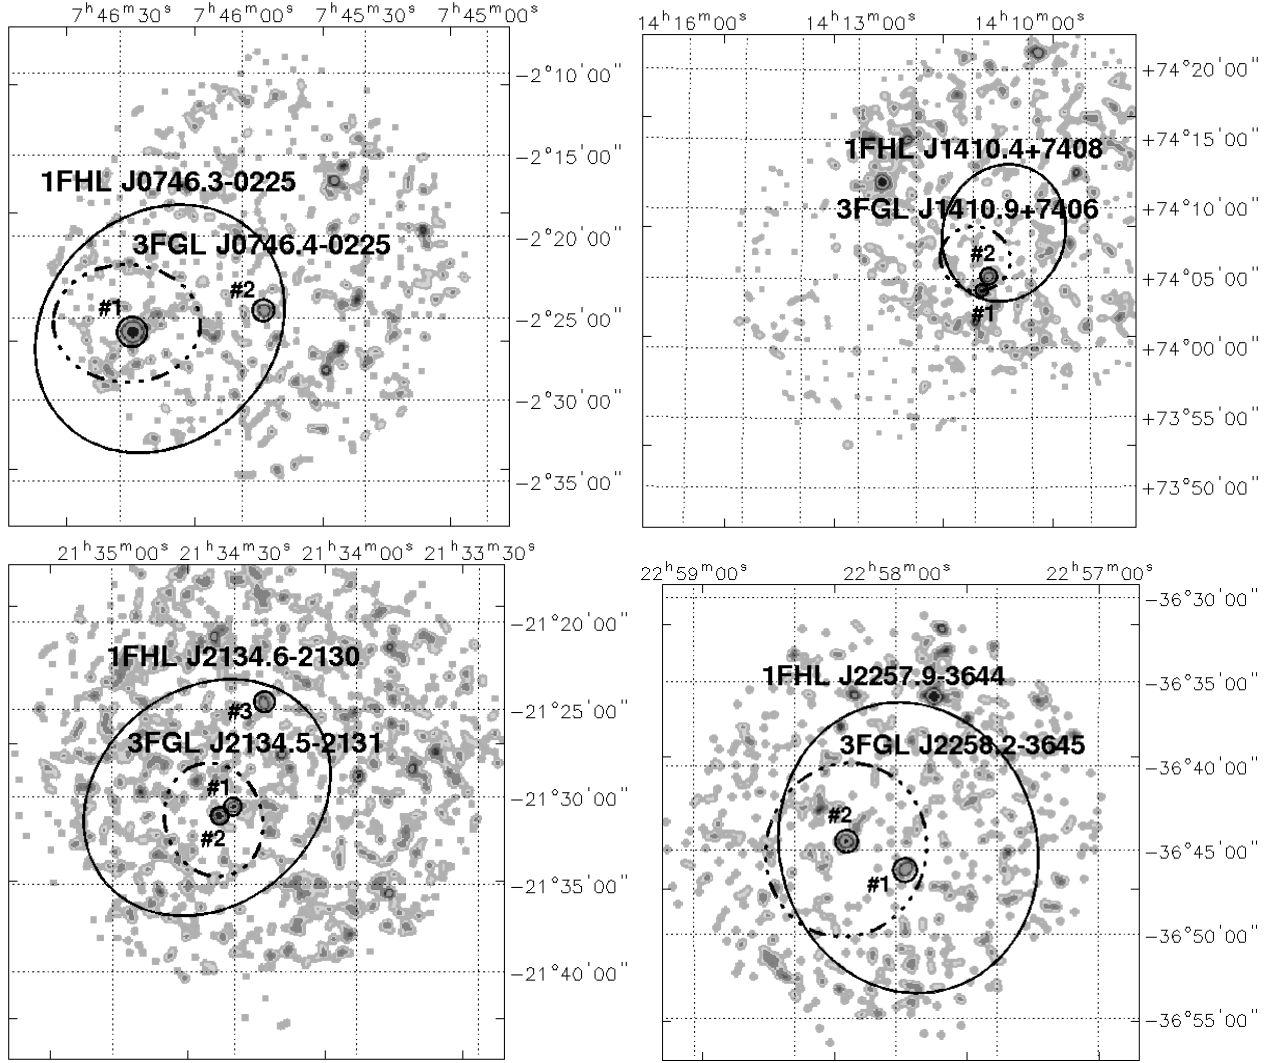 7ʰ46ᵐ30ˢ 7ʰ46ᵐ00ˢ 7ʰ45ᵐ30ˢ 7ʰ45ᵐ00ˢ
−2°10'00"
−2°15'00"
1FHL J0746.3-0225
−2°20'00"
3FGL J0746.4-0225
#2
#1
−2°25'00"
−2°30'00"
−2°35'00"
14ʰ16ᵐ00ˢ 14ʰ13ᵐ00ˢ 14ʰ10ᵐ00ˢ
+74°20'00"
+74°15'00"
1FHL J1410.4+7408
+74°10'00"
3FGL J1410.9+7406
#2
+74°05'00"
#1
+74°00'00"
+73°55'00"
+73°50'00"
21ʰ35ᵐ00ˢ 21ʰ34ᵐ30ˢ 21ʰ34ᵐ00ˢ 21ʰ33ᵐ30ˢ
−21°20'00"
1FHL J2134.6-2130
#3
−21°25'00"
3FGL J2134.5-2131
#1
−21°30'00"
#2
−21°35'00"
−21°40'00"
22ʰ59ᵐ00ˢ 22ʰ58ᵐ00ˢ 22ʰ57ᵐ00ˢ
−36°30'00"
1FHL J2257.9-3644
−36°35'00"
3FGL J2258.2-3645
−36°40'00"
#2
−36°45'00"
#1
−36°50'00"
−36°55'00"